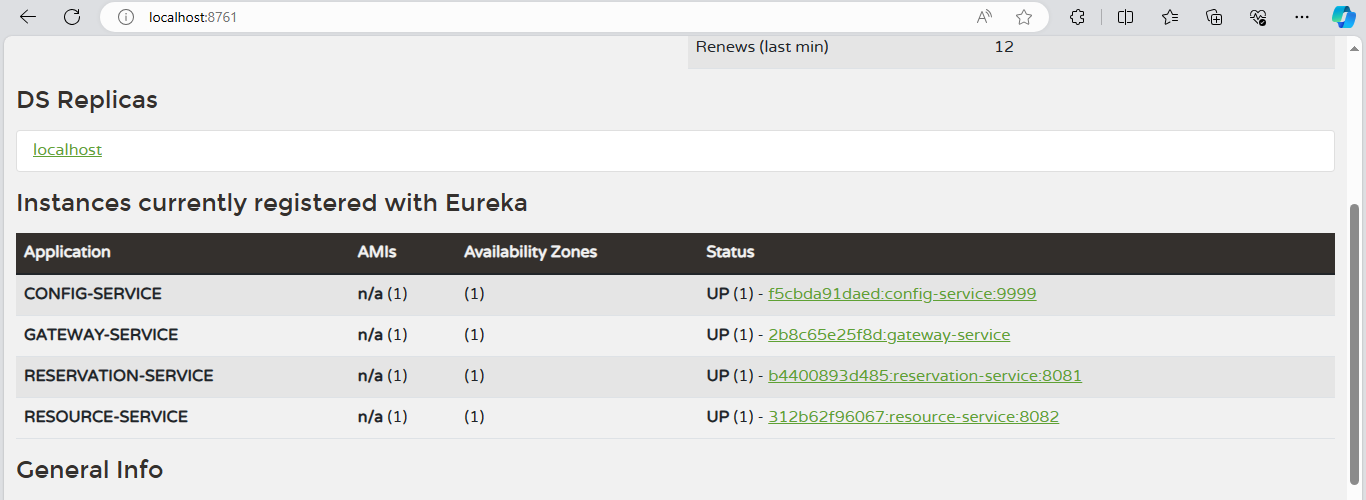 localhost:8761
Renews (last min) 12
DS Replicas
localhost
Instances currently registered with Eureka
Application AMIs Availability Zones Status
CONFIG-SERVICE n/a (1) (1) UP (1) - f5cbda91daed:config-service:9999
GATEWAY-SERVICE n/a (1) (1) UP (1) - 2b8c65e25f8d:gateway-service
RESERVATION-SERVICE n/a (1) (1) UP (1) - b4400893d485:reservation-service:8081
RESOURCE-SERVICE n/a (1) (1) UP (1) - 312b62f96067:resource-service:8082
General Info